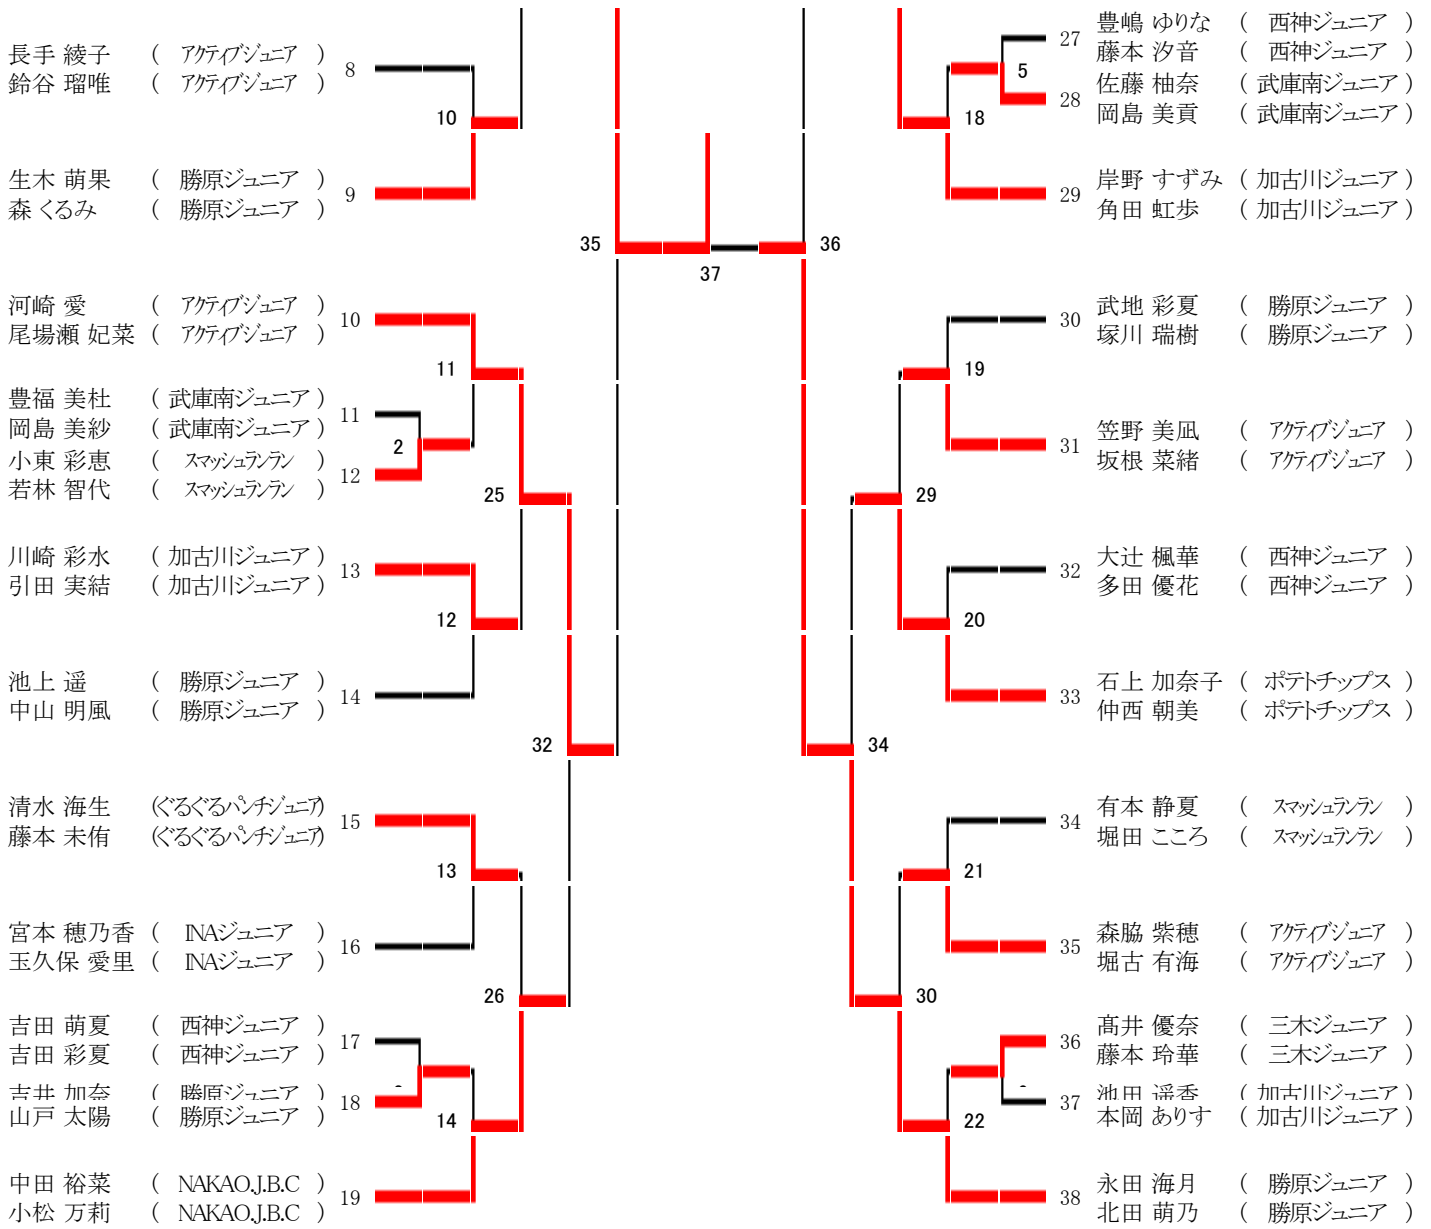 長手 綾子 ( アクティブジュニア ) 8
鈴谷 瑠唯 ( アクティブジュニア )
10
生木 萌果 ( 勝原ジュニア ) 9
森 くるみ ( 勝原ジュニア )
河崎 愛 ( アクティブジュニア ) 10
尾場瀬 妃菜 ( アクティブジュニア )
11
豊福 美杜 ( 武庫南ジュニア ) 11
岡島 美紗 ( 武庫南ジュニア )
2
小東 彩恵 ( スマッシュランラン ) 12
若林 智代 ( スマッシュランラン )
25
川崎 彩水 ( 加古川ジュニア ) 13
引田 実結 ( 加古川ジュニア )
12
池上 遥 ( 勝原ジュニア ) 14
中山 明風 ( 勝原ジュニア )
32
清水 海生 (ぐるぐるパンチジュニア) 15
藤本 未侑 (ぐるぐるパンチジュニア)
13
宮本 穂乃香 ( INAジュニア ) 16
玉久保 愛里 ( INAジュニア )
26
吉田 萌夏 ( 西神ジュニア ) 17
吉田 彩夏 ( 西神ジュニア )
吉井 加奈 ( 勝原ジュニア ) 18
山戸 太陽 ( 勝原ジュニア )
14
中田 裕菜 ( NAKAO.J.B.C ) 19
小松 万莉 ( NAKAO.J.B.C )
35
37
36
27 豊嶋 ゆりな ( 西神ジュニア )
藤本 汐音 ( 西神ジュニア )
5
28 佐藤 柚奈 ( 武庫南ジュニア )
岡島 美貢 ( 武庫南ジュニア )
18
29 岸野 すずみ ( 加古川ジュニア )
角田 虹歩 ( 加古川ジュニア )
30 武地 彩夏 ( 勝原ジュニア )
塚川 瑞樹 ( 勝原ジュニア )
19
31 笠野 美凪 ( アクティブジュニア )
坂根 菜緒 ( アクティブジュニア )
29
32 大辻 楓華 ( 西神ジュニア )
多田 優花 ( 西神ジュニア )
20
33 石上 加奈子 ( ポテトチップス )
仲西 朝美 ( ポテトチップス )
34
34 有本 静夏 ( スマッシュランラン )
堀田 こころ ( スマッシュランラン )
21
35 森脇 紫穂 ( アクティブジュニア )
堀古 有海 ( アクティブジュニア )
30
36 髙井 優奈 ( 三木ジュニア )
藤本 玲華 ( 三木ジュニア )
37 池田 遥香 ( 加古川ジュニア )
本岡 ありす ( 加古川ジュニア )
22
38 永田 海月 ( 勝原ジュニア )
北田 萌乃 ( 勝原ジュニア )